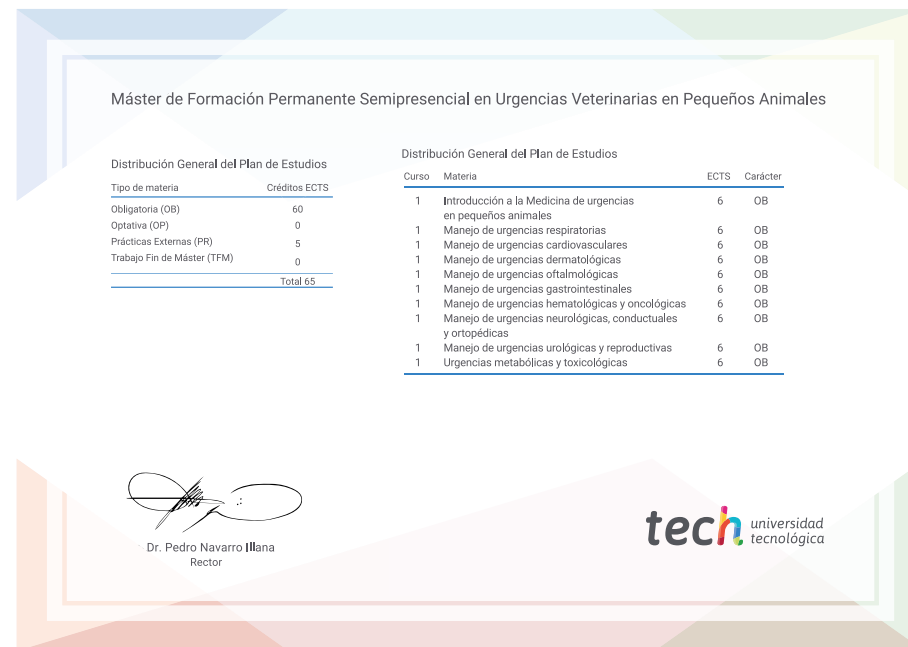 Máster de Formación Permanente Semipresencial en Urgencias Veterinarias en Pequeños Animales
Distribución General del Plan de Estudios
Tipo de materia Créditos ECTS
Obligatoria (OB) 60
Optativa (OP) 0
Prácticas Externas (PR) 5
Trabajo Fin de Máster (TFM) 0
Total 65
Distribución General del Plan de Estudios
Curso Materia ECTS Carácter
1 Introducción a la Medicina de urgencias 6 OB
en pequeños animales
1 Manejo de urgencias respiratorias 6 OB
1 Manejo de urgencias cardiovasculares 6 OB
1 Manejo de urgencias dermatológicas 6 OB
1 Manejo de urgencias oftalmológicas 6 OB
1 Manejo de urgencias gastrointestinales 6 OB
1 Manejo de urgencias hematológicas y oncológicas 6 OB
1 Manejo de urgencias neurológicas, conductuales 6 OB
y ortopédicas
1 Manejo de urgencias urológicas y reproductivas 6 OB
1 Urgencias metabólicas y toxicológicas 6 OB
Dr. Pedro Navarro Illana
Rector
tech universidad
tecnológica